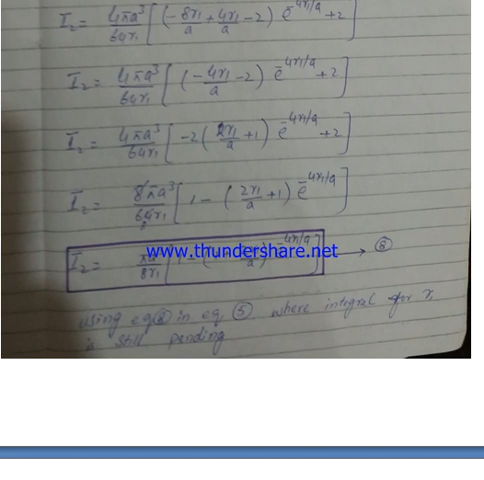 I₂ = 4πa³/64r₁ [ (-8r₁/a + 4r₁/a - 2) e^-4r₁/a + 2 ]
I₂ = 4πa³/64r₁ [ (-4r₁/a - 2) e^-4r₁/a + 2 ]
I₂ = 4πa³/64r₁ [ -2 ( 2r₁/a + 1 ) e^-4r₁/a + 2 ]
I₂ = 8πa³/64r₁ [ 1 - ( 2r₁/a + 1 ) e^-4r₁/a ]
www.thundershare.net
I₂ = πa³/8r₁ [ 1 - ( /a ) e^-4r₁/a ] → ⑥
using eq ⑥ in eq ⑤ where integral for r₁
is still pending